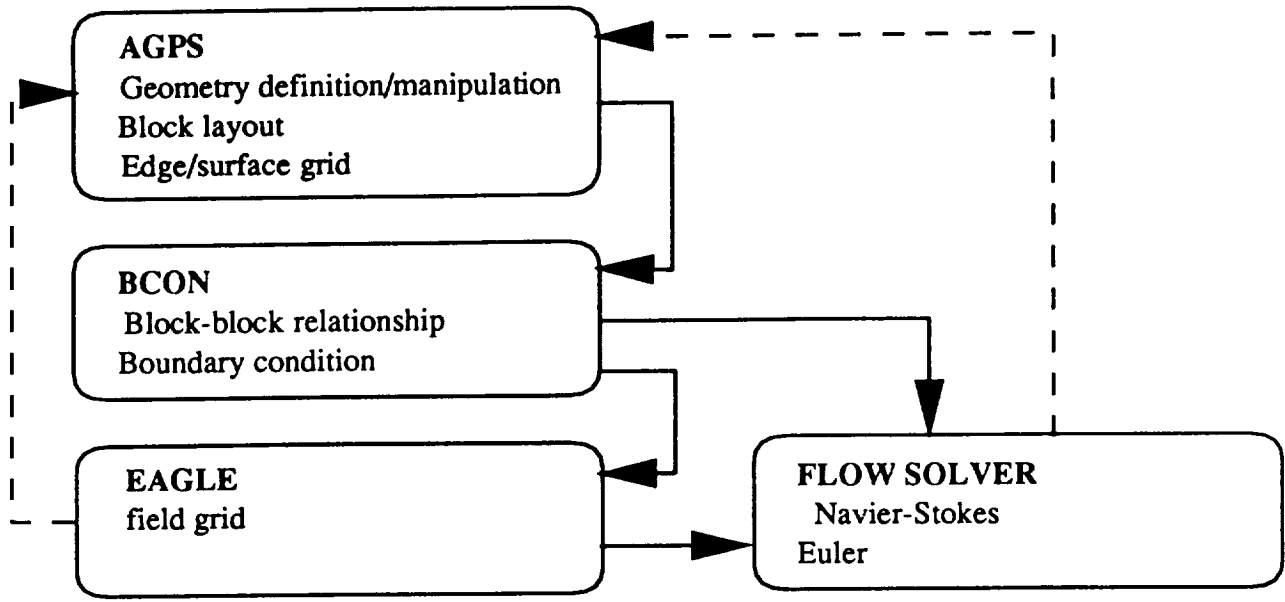 AGPS
Geometry definition/manipulation
Block layout
Edge/surface grid
BCON
Block-block relationship
Boundary condition
EAGLE
field grid
FLOW SOLVER
Navier-Stokes
Euler